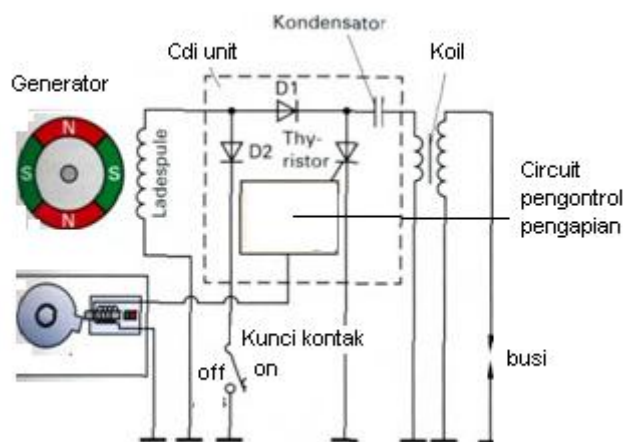 Kondensator
Cdi unit
Koil
Generator
D1
N
S
S
N
Ladespule
D2
Thy-
ristor
Circuit
pengontrol
pengapian
Kunci kontak
off
on
busi